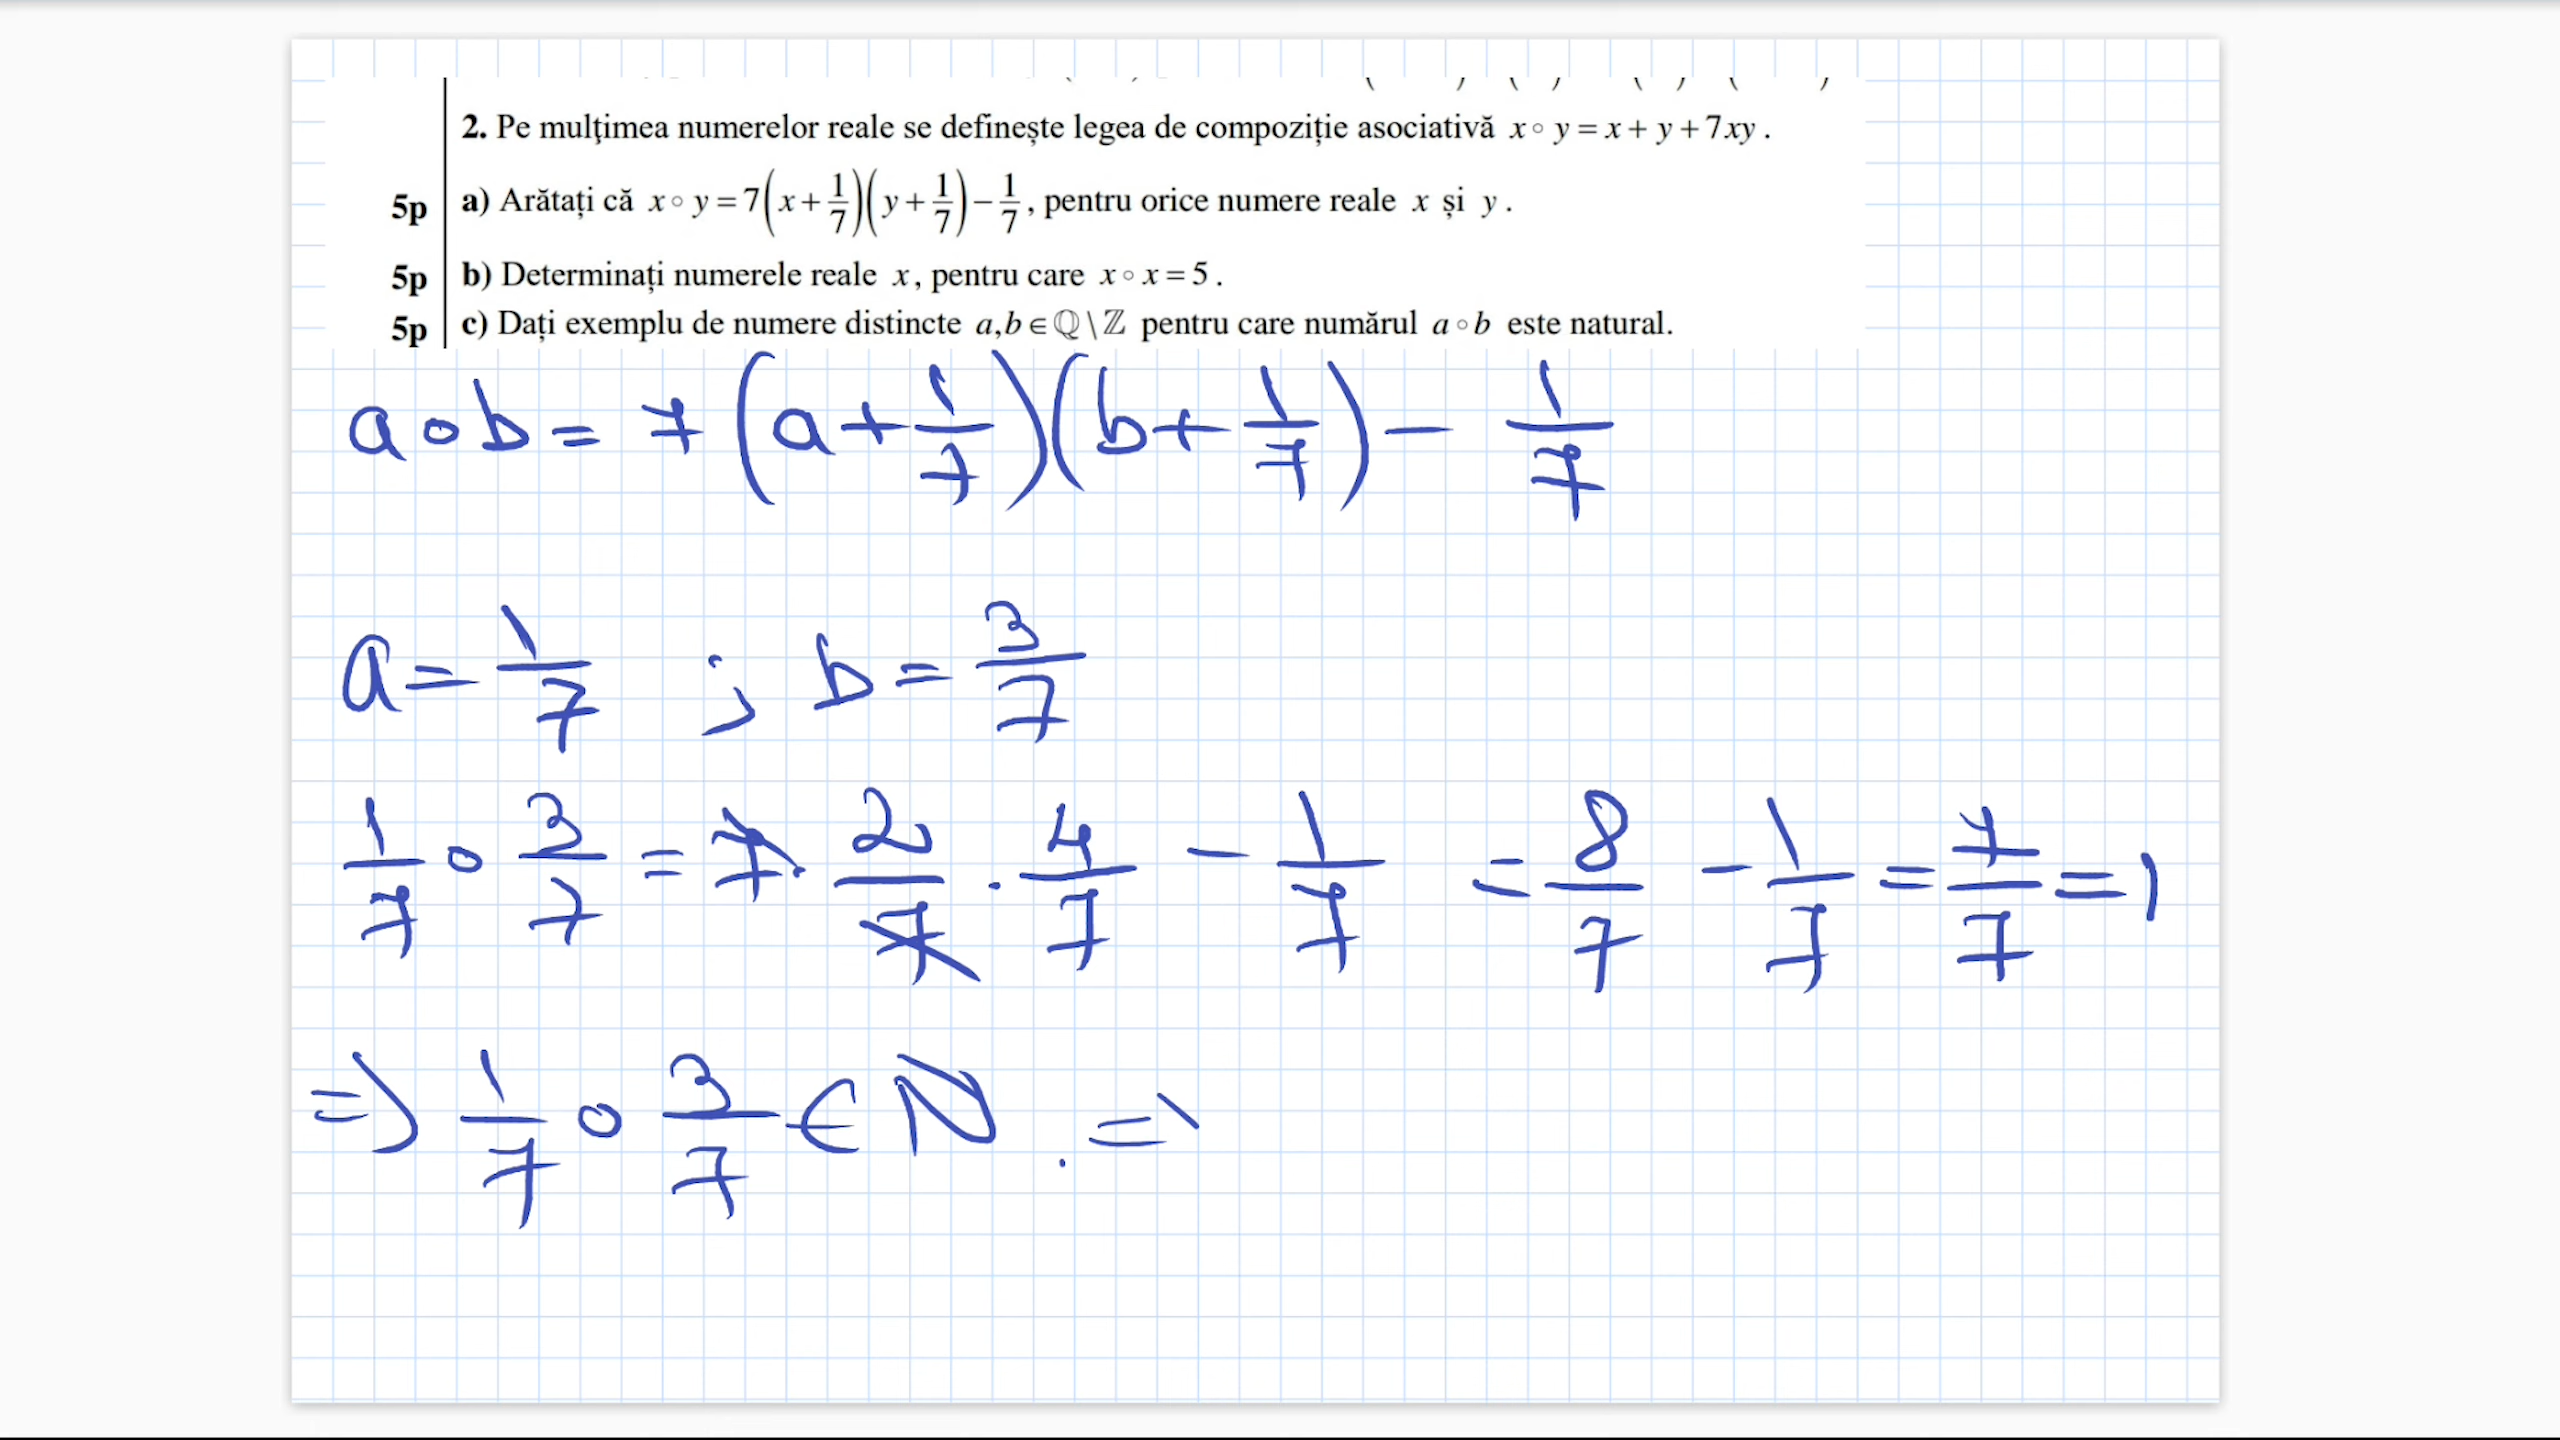 2. Pe mulţimea numerelor reale se definește legea de compoziție asociativă x∘y=x+y+7xy.
5p a) Arătați că x∘y=7(x+1/7)(y+1/7)−1/7, pentru orice numere reale x și y.
5p b) Determinați numerele reale x, pentru care x∘x=5.
5p c) Dați exemplu de numere distincte a,b∈ℚ\ℤ pentru care numărul a∘b este natural.
a∘b = 7(a+1/7)(b+1/7) − 1/7
a = 1/7 ; b = 3/7
1/7 ∘ 3/7 = 7 · 2/7 · 4/7 − 1/7 = 8/7 − 1/7 = 7/7 = 1
=> 1/7 ∘ 3/7 ∈ N . =>